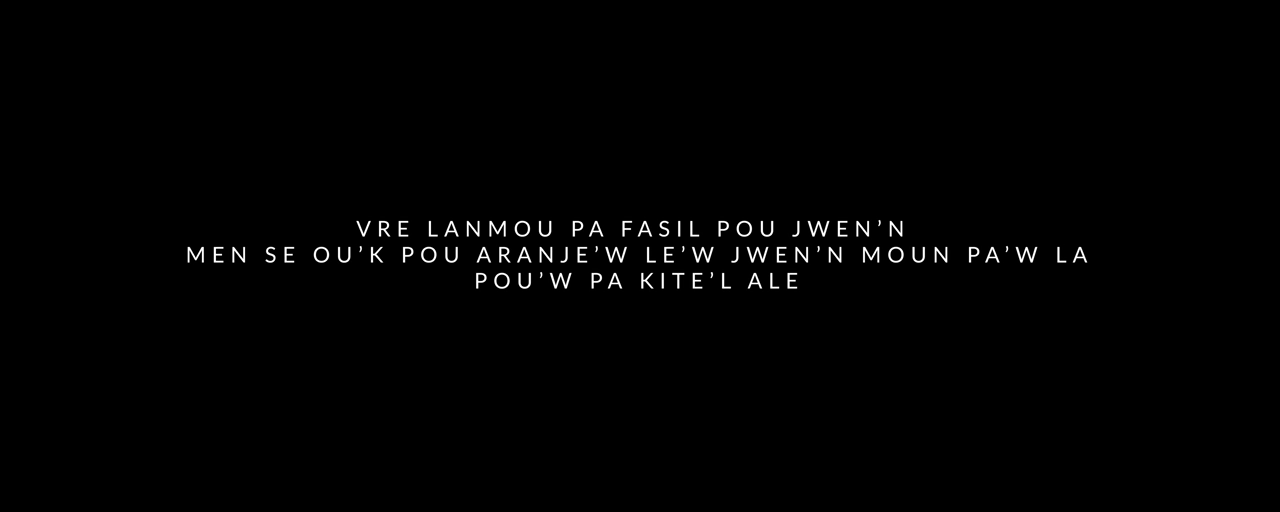 VRE LANMOU PA FASIL POU JWEN’N
MEN SE OU’K POU ARANJE’W LE’W JWEN’N MOUN PA’W LA
POU’W PA KITE’L ALE